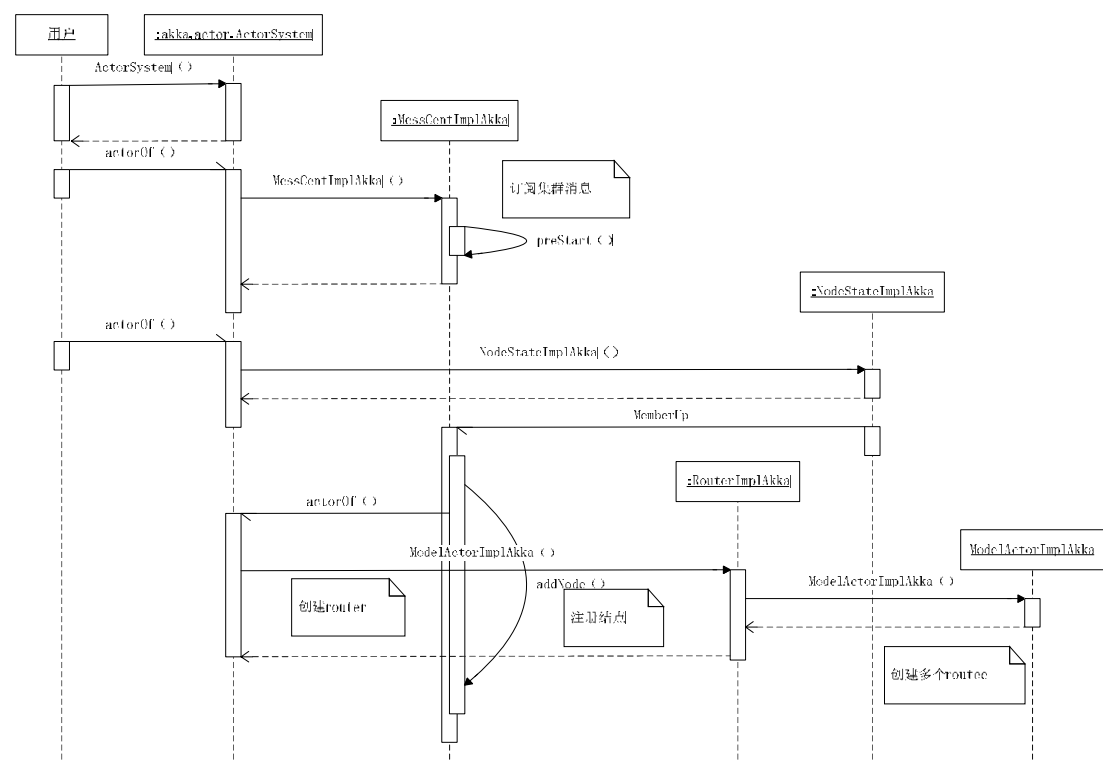 用户
:akka.actor.ActorSystem
ActorSystem()
:MessCentImplAkka
actorOf()
MessCentImplAkka()
订阅集群消息
preStart()
:NodeStateImplAkka
actorOf()
NodeStateImplAkka()
MemberUp
:RouterImplAkka
actorOf()
ModelActorImplAkka
ModelActorImplAkka()
ModelActorImplAkka()
addNode()
创建router
注册结点
创建多个routee